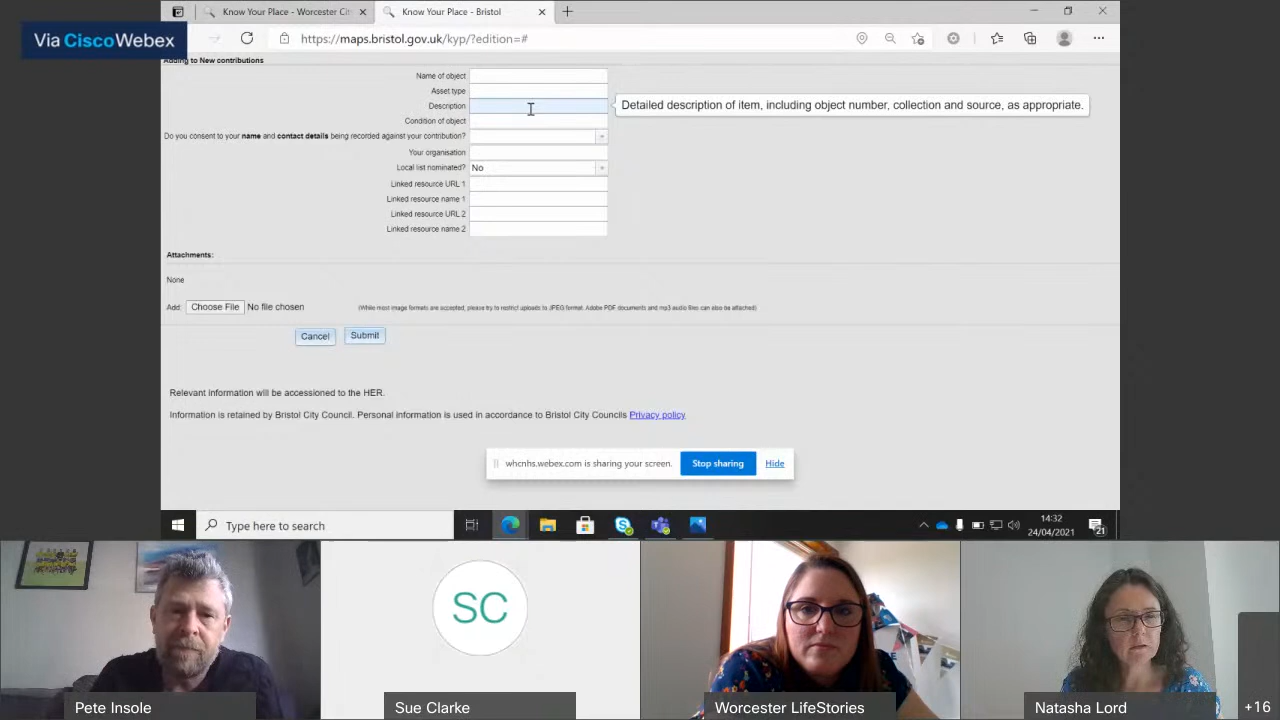 Know Your Place - Worcester Cit
Know Your Place - Bristol
Via Cisco Webex
https://maps.bristol.gov.uk/kyp/?edition=#
Adding to New contributions
Name of object
Asset type
Description
Detailed description of item, including object number, collection and source, as appropriate.
Condition of object
Do you consent to your name and contact details being recorded against your contribution?
Your organisation
Local list nominated? No
Linked resource URL 1
Linked resource name 1
Linked resource URL 2
Linked resource name 2
Attachments:
None
Add: Choose File No file chosen (While most image formats are accepted, please try to restrict uploads to JPEG format. Adobe PDF documents and mp3 audio files can also be attached)
Cancel Submit
Relevant information will be accessioned to the HER.
Information is retained by Bristol City Council. Personal information is used in accordance to Bristol City Councils Privacy policy
whcnhs.webex.com is sharing your screen. Stop sharing Hide
Type here to search
14:32
24/04/2021
21
SC
Pete Insole
Sue Clarke
Worcester LifeStories
Natasha Lord
+16